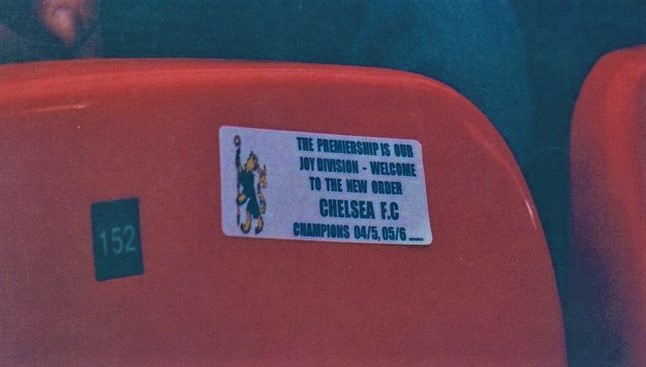 THE PREMIERSHIP IS OUR
JOY DIVISION - WELCOME
TO THE NEW ORDER
CHELSEA F.C
CHAMPIONS 04/5, 05/6 ......
152